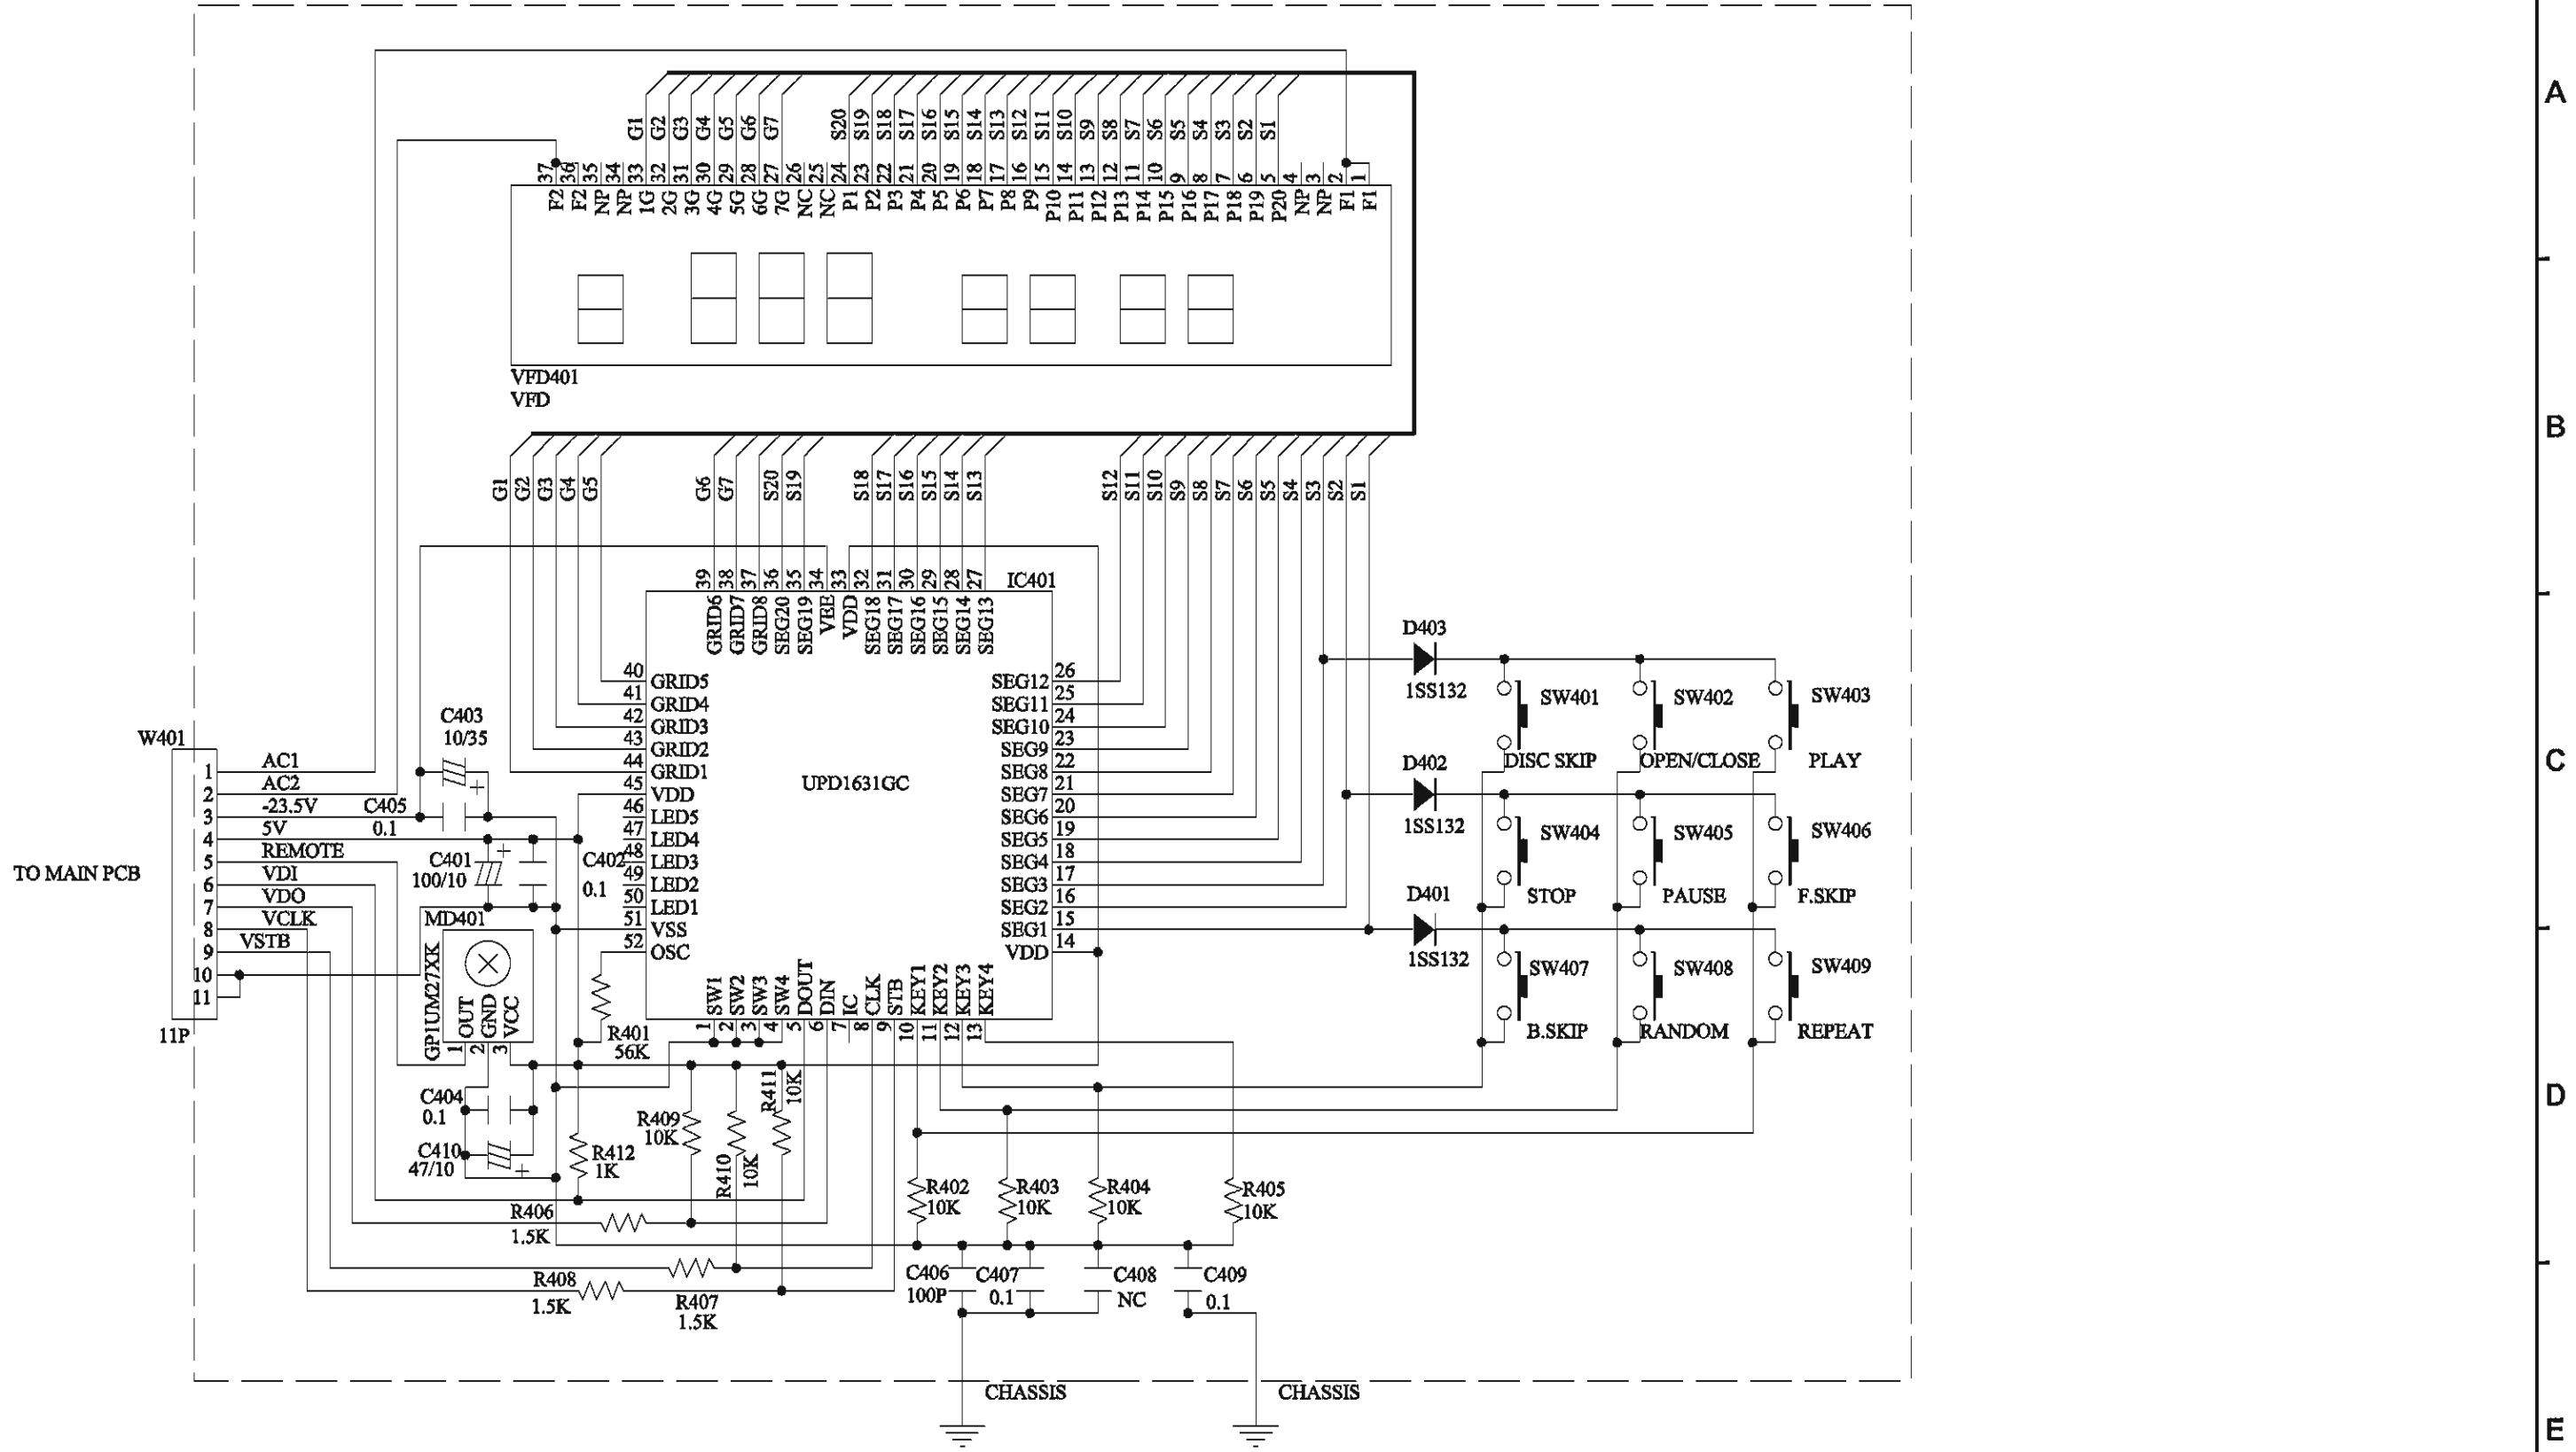 A
G1 G2 G3 G4 G5 G6 G7 S20 S19 S18 S17 S16 S15 S14 S13 S12 S11 S10 S9 S8 S7 S6 S5 S4 S3 S2 S1
37 36 35 34 33 32 31 30 29 28 27 26 25 24 23 22 21 20 19 18 17 16 15 14 13 12 11 10 9 8 7 6 5 4 3 2 1
F2 F2 NP NP 1G 2G 3G 4G 5G 6G 7G NC NC P1 P2 P3 P4 P5 P6 P7 P8 P9 P10 P11 P12 P13 P14 P15 P16 P17 P18 P19 P20 NP NP F1 F1
VFD401
VFD
B
G1 G2 G3 G4 G5 G6 G7 S20 S19 S18 S17 S16 S15 S14 S13 S12 S11 S10 S9 S8 S7 S6 S5 S4 S3 S2 S1
39 38 37 36 35 34 33 32 31 30 29 28 27
IC401
GRID6 GRID7 GRID8 SEG20 SEG19 VEE VDD SEG18 SEG17 SEG16 SEG15 SEG14 SEG13
40 GRID5
41 GRID4
42 GRID3
43 GRID2
44 GRID1
45 VDD
46 LED5
47 LED4
48 LED3
49 LED2
50 LED1
51 VSS
52 OSC
UPD1631GC
SEG12 26
SEG11 25
SEG10 24
SEG9 23
SEG8 22
SEG7 21
SEG6 20
SEG5 19
SEG4 18
SEG3 17
SEG2 16
SEG1 15
VDD 14
SW1 SW2 SW3 SW4 DOUT DIN IC CLK STB KEY1 KEY2 KEY3 KEY4
1 2 3 4 5 6 7 8 9 10 11 12 13
D403
1SS132
SW401
DISC SKIP
SW402
OPEN/CLOSE
SW403
PLAY
C
D402
1SS132
SW404
STOP
SW405
PAUSE
SW406
F.SKIP
D401
1SS132
SW407
B.SKIP
SW408
RANDOM
SW409
REPEAT
TO MAIN PCB
W401
1 AC1
2 AC2
3 -23.5V
4 5V
5 REMOTE
6 VDI
7 VDO
8 VCLK
9 VSTB
10
11
11P
C403
10/35
C405
0.1
C401
100/10
C402
0.1
MD401
GP1UM27XK
OUT GND VCC
1 2 3
R401
56K
C404
0.1
C410
47/10
R412
1K
R409
10K
R410
10K
R411
10K
D
R406
1.5K
R408
1.5K
R407
1.5K
R402
10K
R403
10K
R404
10K
R405
10K
C406
100P
C407
0.1
C408
NC
C409
0.1
CHASSIS
CHASSIS
E